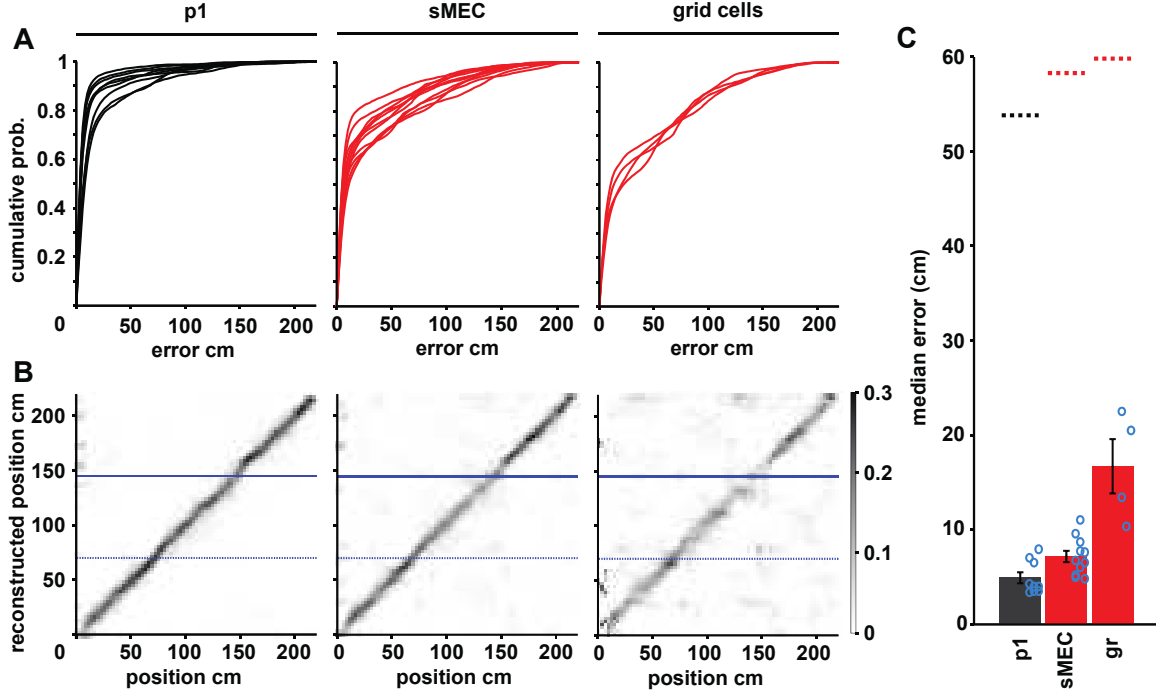 p1 sMEC grid cells
A
C
cumulative prob.
1
0.8
0.6
0.4
0.2
0 50 100 150 200
0 50 100 150 200
0 50 100 150 200
error cm error cm error cm
B
reconstructed position cm
200
150
100
50
0 50 100 150 200
0 50 100 150 200
0 50 100 150 200
position cm position cm position cm
0.3
0.2
0.1
0
median error (cm)
60
50
40
30
20
10
0
p1 sMEC gr